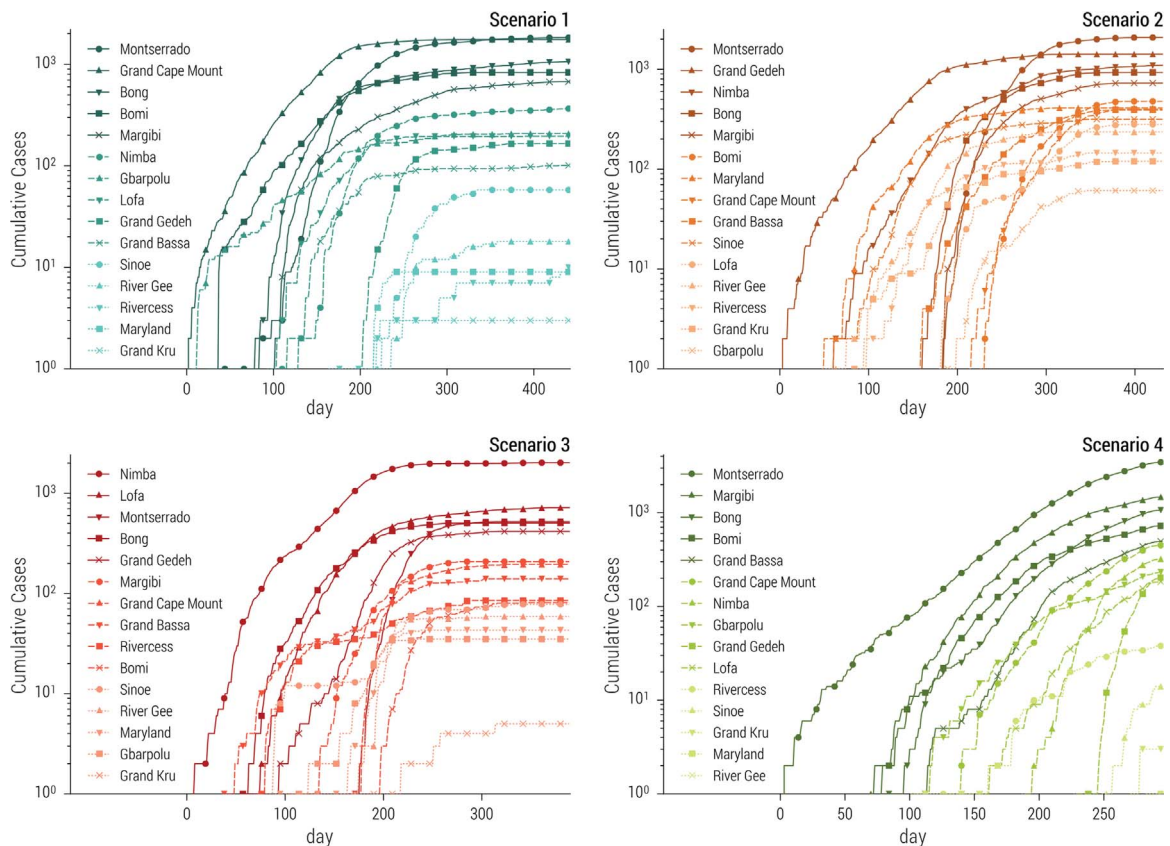 Scenario 1
Montserrado
Grand Cape Mount
Bong
Bomi
Margibi
Nimba
Gbarpolu
Lofa
Grand Gedeh
Grand Bassa
Sinoe
River Gee
Rivercess
Maryland
Grand Kru
Cumulative Cases
10³
10²
10¹
10⁰
0 100 200 300 400
day
Scenario 2
Montserrado
Grand Gedeh
Nimba
Bong
Margibi
Bomi
Maryland
Grand Cape Mount
Grand Bassa
Sinoe
Lofa
River Gee
Rivercess
Grand Kru
Gbarpolu
Cumulative Cases
10³
10²
10¹
10⁰
0 100 200 300 400
day
Scenario 3
Nimba
Lofa
Montserrado
Bong
Grand Gedeh
Margibi
Grand Cape Mount
Grand Bassa
Rivercess
Bomi
Sinoe
River Gee
Maryland
Gbarpolu
Grand Kru
Cumulative Cases
10³
10²
10¹
10⁰
0 100 200 300
day
Scenario 4
Montserrado
Margibi
Bong
Bomi
Grand Bassa
Grand Cape Mount
Nimba
Gbarpolu
Grand Gedeh
Lofa
Rivercess
Sinoe
Grand Kru
Maryland
River Gee
Cumulative Cases
10³
10²
10¹
10⁰
0 50 100 150 200 250
day